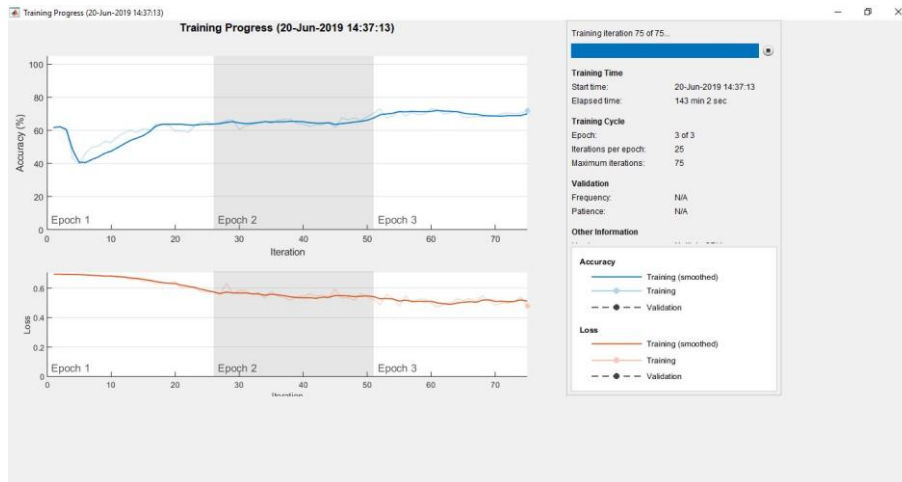 Training Progress (20-Jun-2019 14:37:13)
Training Progress (20-Jun-2019 14:37:13)
100
80
60
40
20
0
Accuracy (%)
Epoch 1
Epoch 2
Epoch 3
0 10 20 30 40 50 60 70
Iteration
0.6
0.4
0.2
0
Loss
Epoch 1
Epoch 2
Epoch 3
0 10 20 30 40 50 60 70
Training iteration 75 of 75...
Training Time
Start time: 20-Jun-2019 14:37:13
Elapsed time: 143 min 2 sec
Training Cycle
Epoch: 3 of 3
Iterations per epoch: 25
Maximum iterations: 75
Validation
Frequency: N/A
Patience: N/A
Other Information
Accuracy
Training (smoothed)
Training
Validation
Loss
Training (smoothed)
Training
Validation